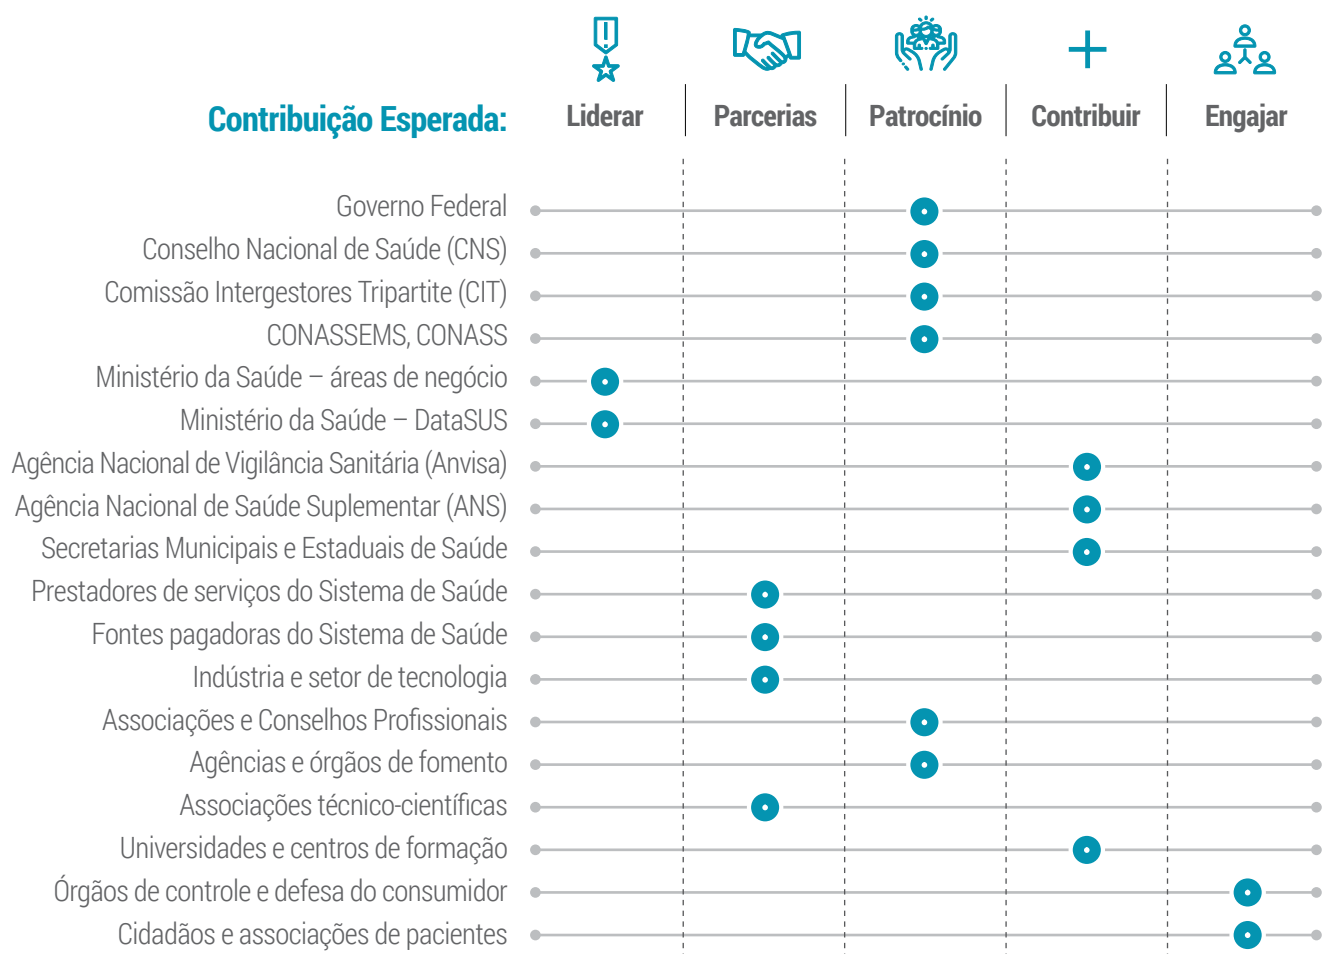 Contribuição Esperada: Liderar Parcerias Patrocínio Contribuir Engajar
Governo Federal
Conselho Nacional de Saúde (CNS)
Comissão Intergestores Tripartite (CIT)
CONASSEMS, CONASS
Ministério da Saúde – áreas de negócio
Ministério da Saúde – DataSUS
Agência Nacional de Vigilância Sanitária (Anvisa)
Agência Nacional de Saúde Suplementar (ANS)
Secretarias Municipais e Estaduais de Saúde
Prestadores de serviços do Sistema de Saúde
Fontes pagadoras do Sistema de Saúde
Indústria e setor de tecnologia
Associações e Conselhos Profissionais
Agências e órgãos de fomento
Associações técnico-científicas
Universidades e centros de formação
Órgãos de controle e defesa do consumidor
Cidadãos e associações de pacientes